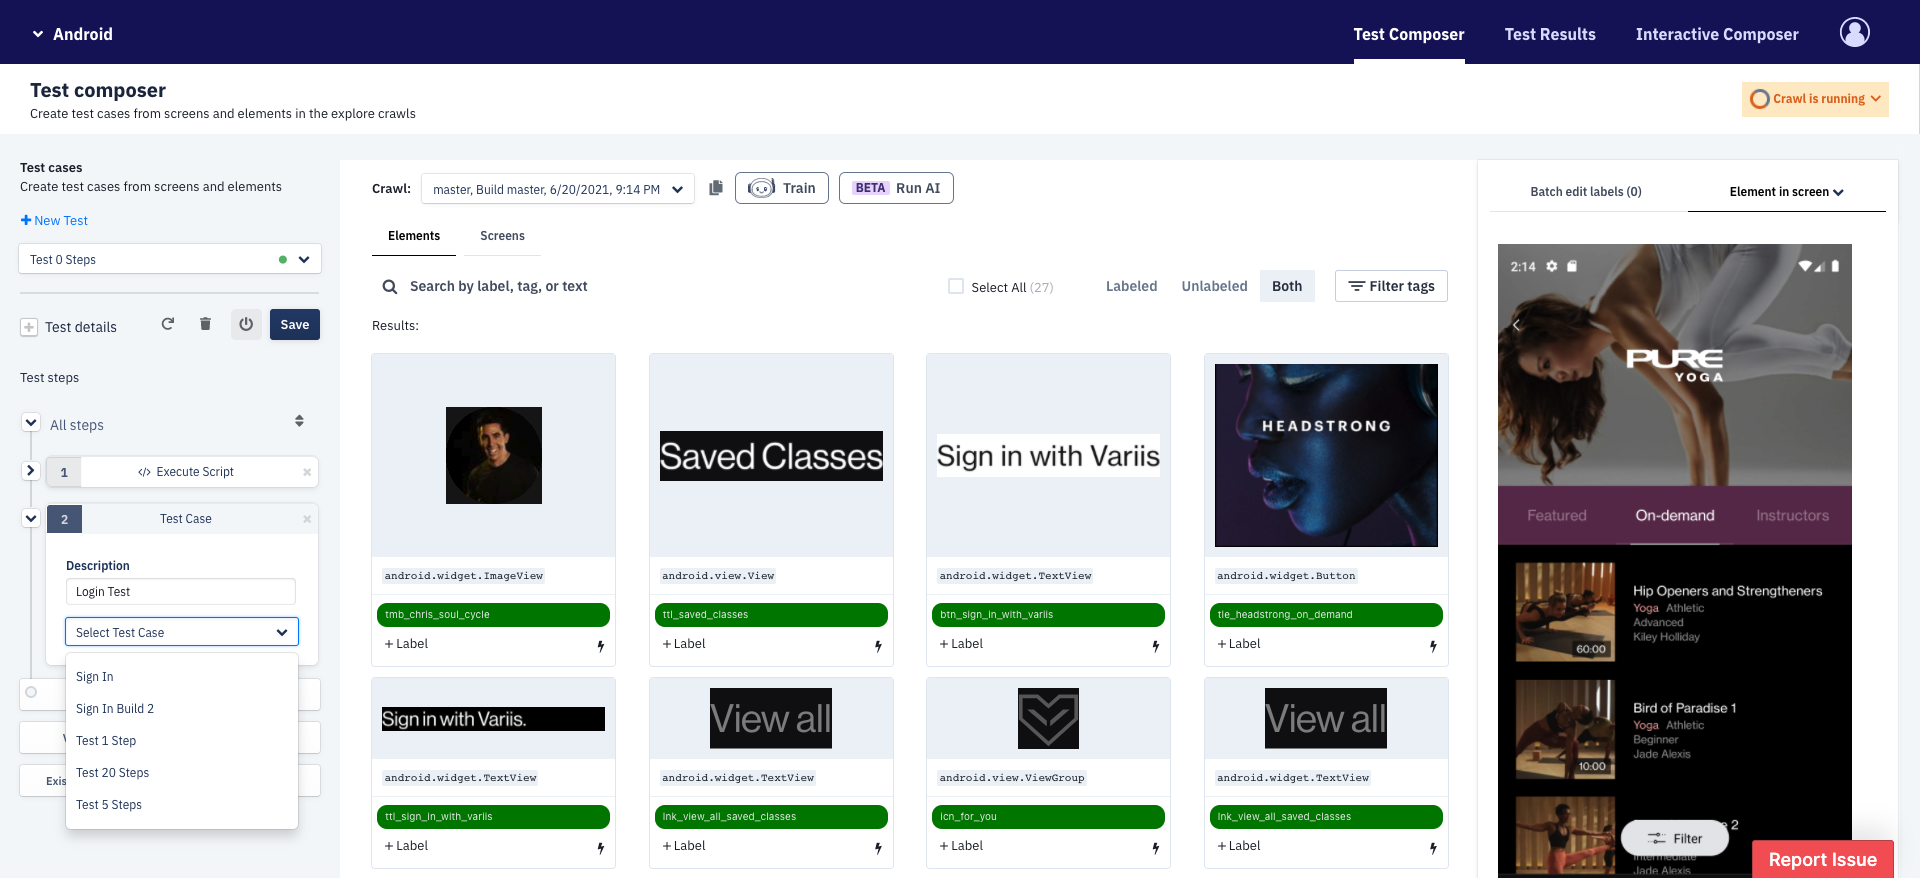 Android
Test Composer
Test Results
Interactive Composer
Test composer
Create test cases from screens and elements in the explore crawls
Crawl is running
Test cases
Create test cases from screens and elements
New Test
Test 0 Steps
Test details
Save
Test steps
All steps
1
</> Execute Script
2
Test Case
Description
Login Test
Select Test Case
Sign In
Sign In Build 2
Test 1 Step
Test 20 Steps
Test 5 Steps
Crawl:
master, Build master, 6/20/2021, 9:14 PM
Train
BETA Run AI
Elements
Screens
Search by label, tag, or text
Select All (27)
Labeled
Unlabeled
Both
Filter tags
Results:
Saved Classes
Sign in with Variis
HEADSTRONG
android.widget.ImageView
android.view.View
android.widget.TextView
android.widget.Button
tmb_chris_soul_cycle
ttl_saved_classes
btn_sign_in_with_variis
tle_headstrong_on_demand
+ Label
+ Label
+ Label
+ Label
Sign in with Variis.
View all
View all
android.widget.TextView
android.widget.TextView
android.view.ViewGroup
android.widget.TextView
ttl_sign_in_with_variis
lnk_view_all_saved_classes
icn_for_you
lnk_view_all_saved_classes
+ Label
+ Label
+ Label
+ Label
Batch edit labels (0)
Element in screen
2:14
PURE
YOGA
Featured
On-demand
Instructors
Hip Openers and Strengtheners
Yoga Athletic
Advanced
Kiley Holliday
60:00
Bird of Paradise 1
Yoga Athletic
Beginner
Jade Alexis
10:00
2
Filter
Intermediate
Jade Alexis
Report Issue